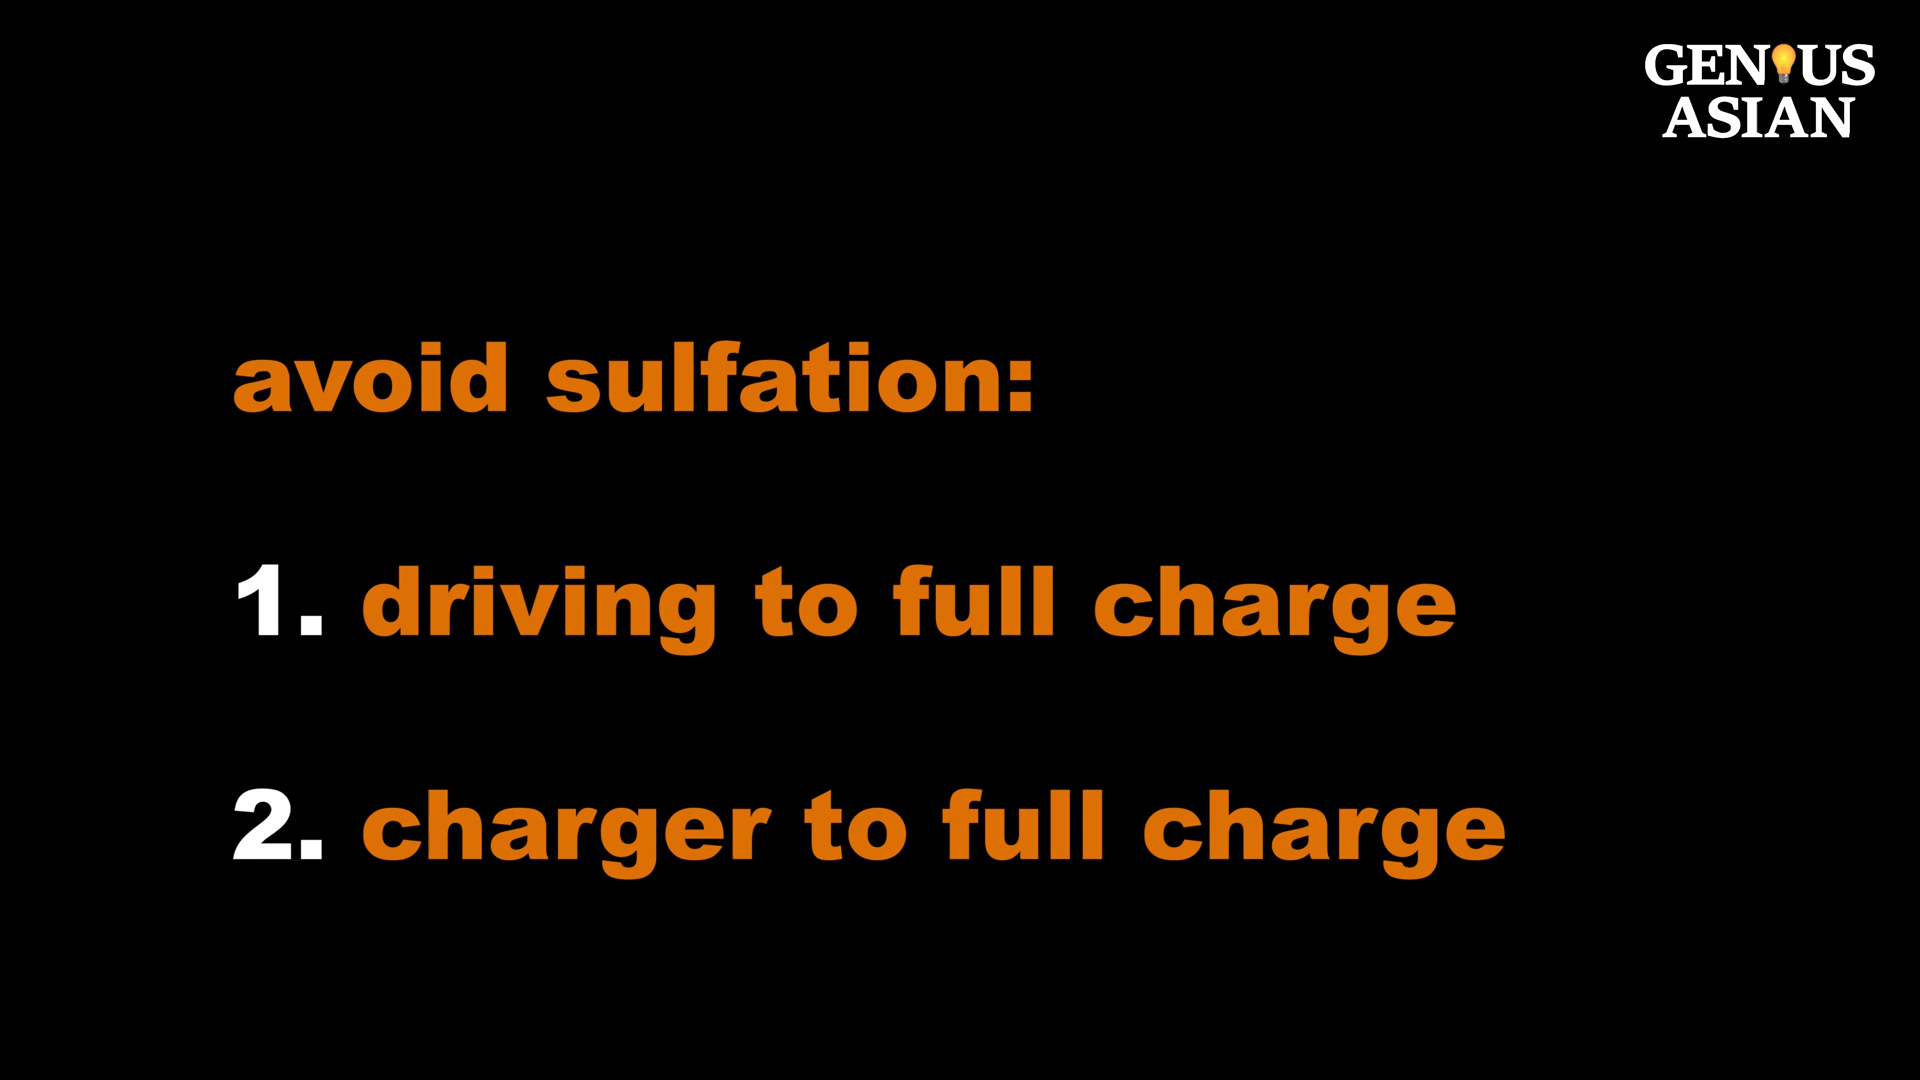 GENIUS
ASIAN
avoid sulfation:
1. driving to full charge
2. charger to full charge